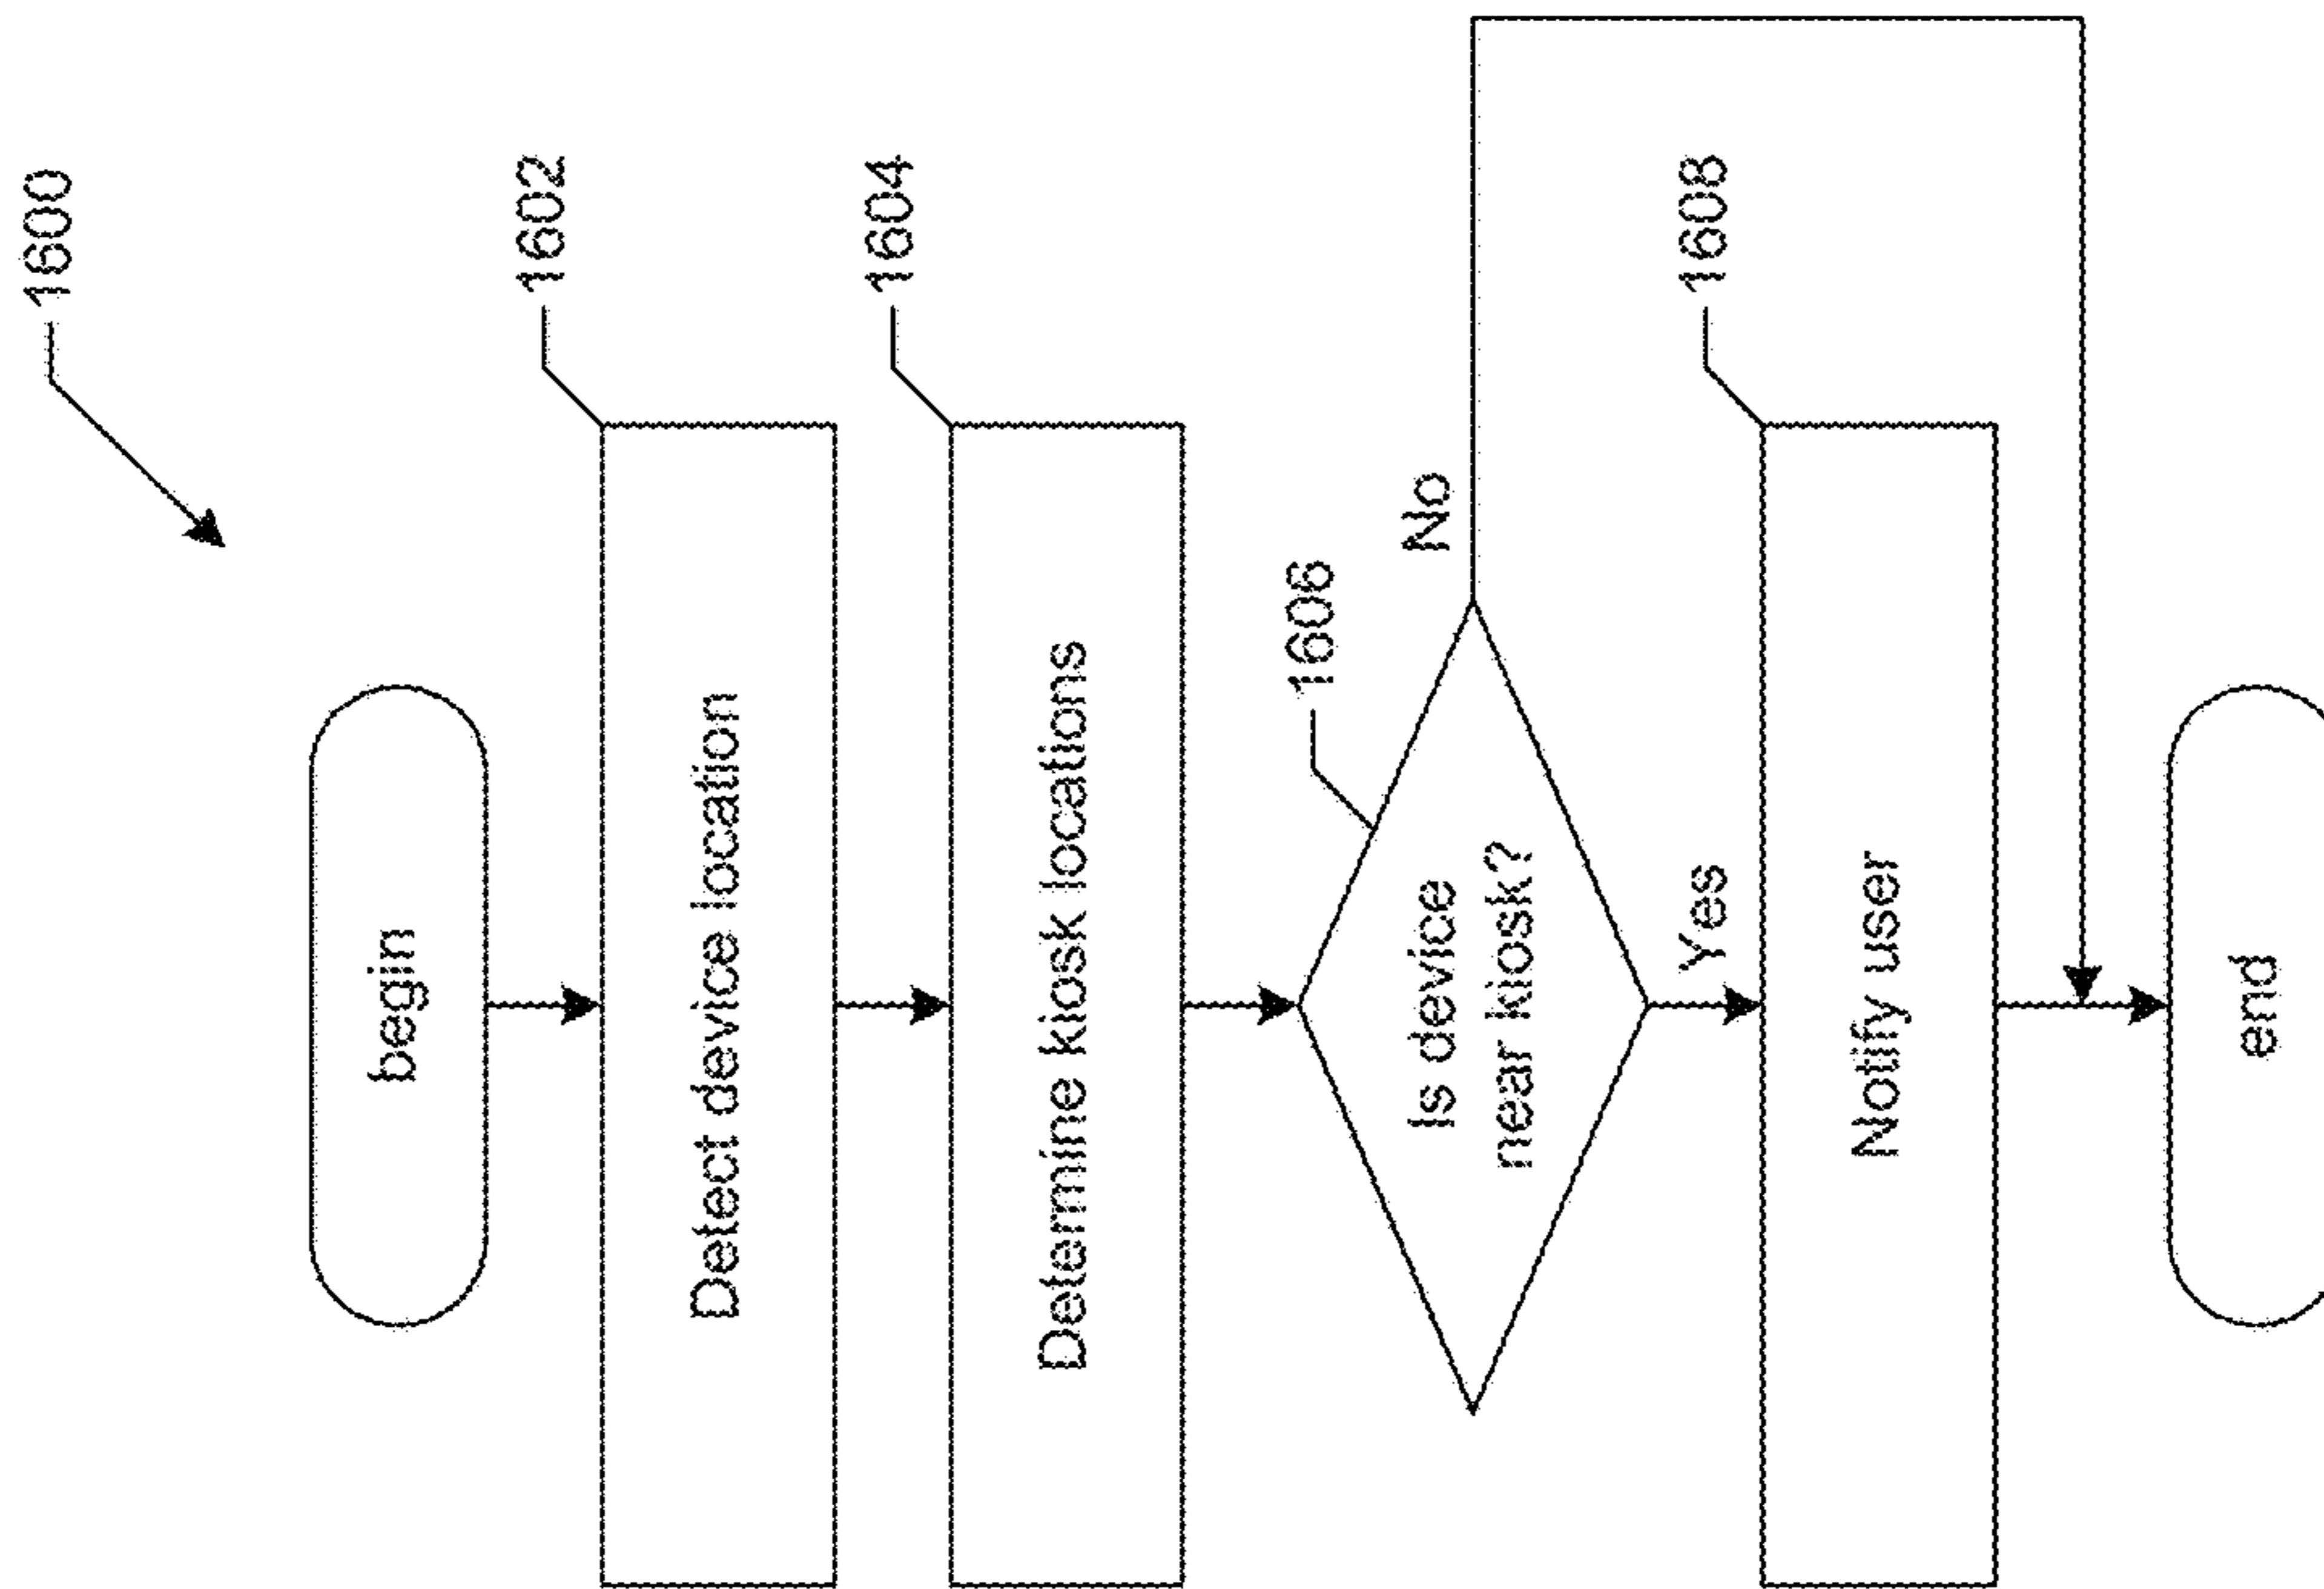 1600
begin
1602
Detect device location
1604
Determine kiosk locations
1606
Is device
near kiosk?
No
Yes
1608
Notify user
end